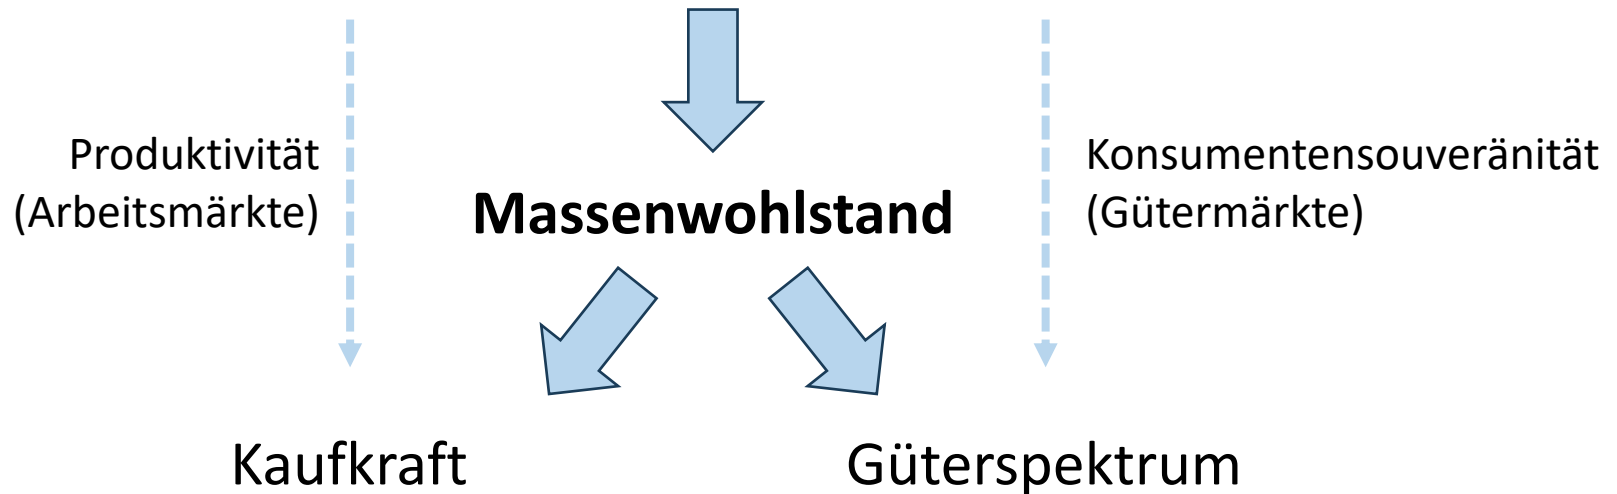 Produktivität
(Arbeitsmärkte)
Massenwohlstand
Konsumentensouveränität
(Gütermärkte)
Kaufkraft
Güterspektrum